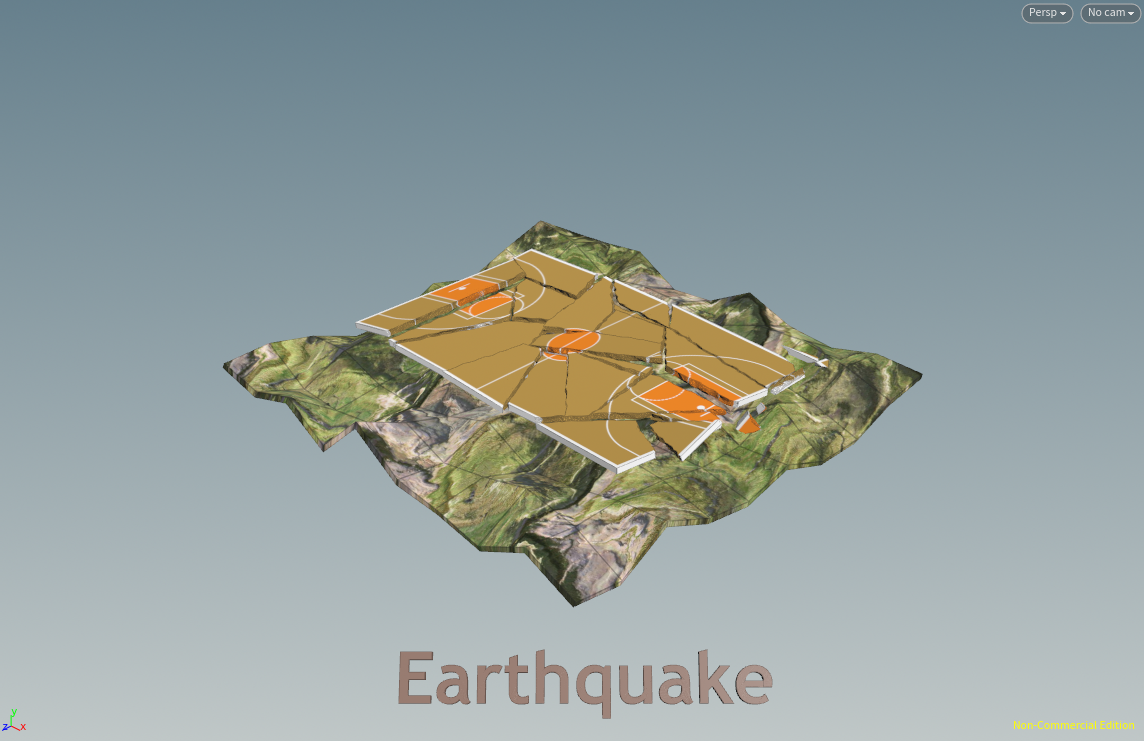 Persp No cam
Earthquake
y
z x
Non-Commercial Edition